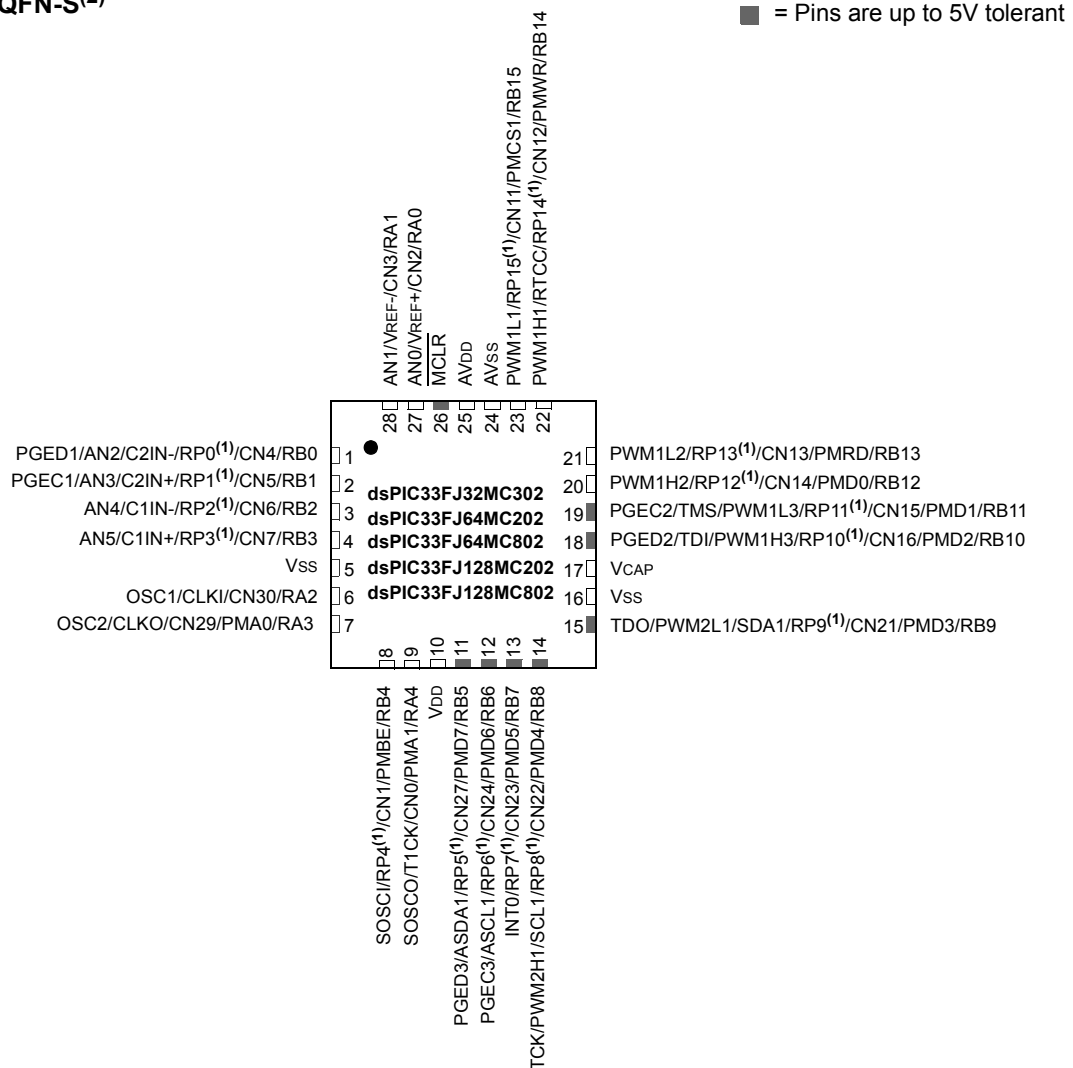 = Pins are up to 5V tolerant
28 AN1/VREF-/CN3/RA1
27 AN0/VREF+/CN2/RA0
26 MCLR
25 AVDD
24 AVss
23 PWM1L1/RP15(1)/CN11/PMCS1/RB15
22 PWM1H1/RTCC/RP14(1)/CN12/PMWR/RB14
PGED1/AN2/C2IN-/RP0(1)/CN4/RB0 1
PGEC1/AN3/C2IN+/RP1(1)/CN5/RB1 2
AN4/C1IN-/RP2(1)/CN6/RB2 3
AN5/C1IN+/RP3(1)/CN7/RB3 4
Vss 5
OSC1/CLKI/CN30/RA2 6
OSC2/CLKO/CN29/PMA0/RA3 7
dsPIC33FJ32MC302
dsPIC33FJ64MC202
dsPIC33FJ64MC802
dsPIC33FJ128MC202
dsPIC33FJ128MC802
21 PWM1L2/RP13(1)/CN13/PMRD/RB13
20 PWM1H2/RP12(1)/CN14/PMD0/RB12
19 PGEC2/TMS/PWM1L3/RP11(1)/CN15/PMD1/RB11
18 PGED2/TDI/PWM1H3/RP10(1)/CN16/PMD2/RB10
17 VCAP
16 Vss
15 TDO/PWM2L1/SDA1/RP9(1)/CN21/PMD3/RB9
8 SOSCI/RP4(1)/CN1/PMBE/RB4
9 SOSCO/T1CK/CN0/PMA1/RA4
10 VDD
11 PGED3/ASDA1/RP5(1)/CN27/PMD7/RB5
12 PGEC3/ASCL1/RP6(1)/CN24/PMD6/RB6
13 INT0/RP7(1)/CN23/PMD5/RB7
14 TCK/PWM2H1/SCL1/RP8(1)/CN22/PMD4/RB8